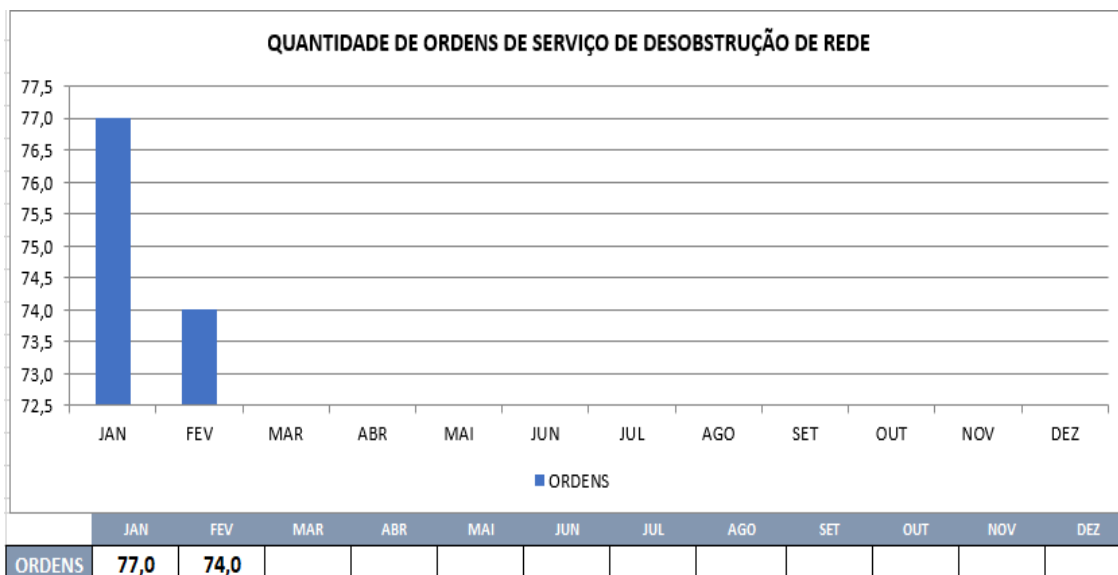 QUANTIDADE DE ORDENS DE SERVIÇO DE DESOBSTRUÇÃO DE REDE
77,5
77,0
76,5
76,0
75,5
75,0
74,5
74,0
73,5
73,0
72,5
JAN FEV MAR ABR MAI JUN JUL AGO SET OUT NOV DEZ
ORDENS
JAN FEV MAR ABR MAI JUN JUL AGO SET OUT NOV DEZ
ORDENS 77,0 74,0